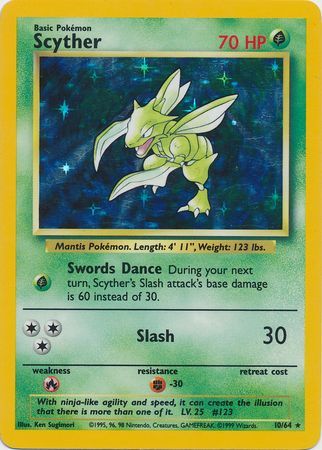 Basic Pokémon
Scyther 70 HP
Mantis Pokémon. Length: 4' 11", Weight: 123 lbs.
Swords Dance During your next
turn, Scyther's Slash attack's base damage
is 60 instead of 30.
Slash 30
weakness resistance retreat cost
-30
With ninja-like agility and speed, it can create the illusion
that there is more than one of it. LV. 25 #123
Illus. Ken Sugimori ©1995, 96, 98 Nintendo, Creatures, GAMEFREAK. ©1999 Wizards. 10/64